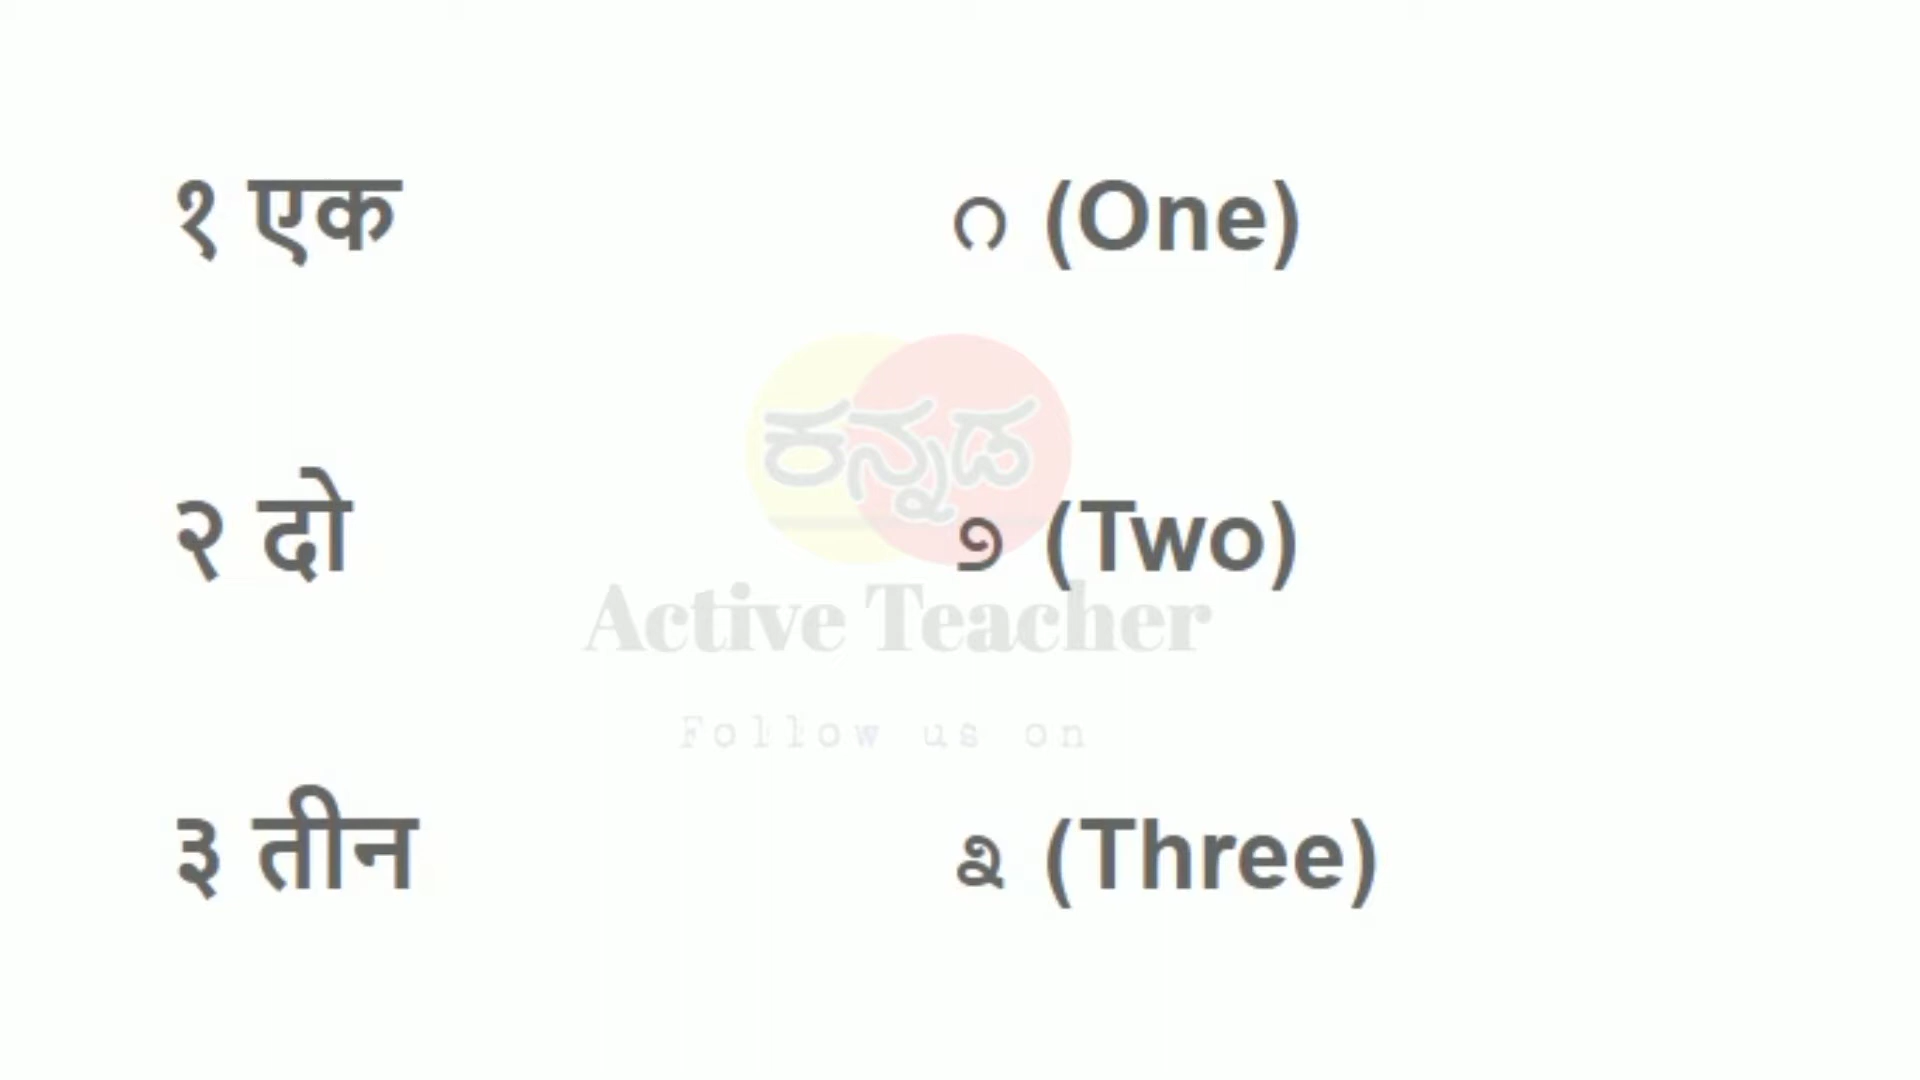 १ एक ೧ (One)
ಕನ್ನಡ
२ दो ೨ (Two)
Active Teacher
Follow us on
३ तीन ೩ (Three)